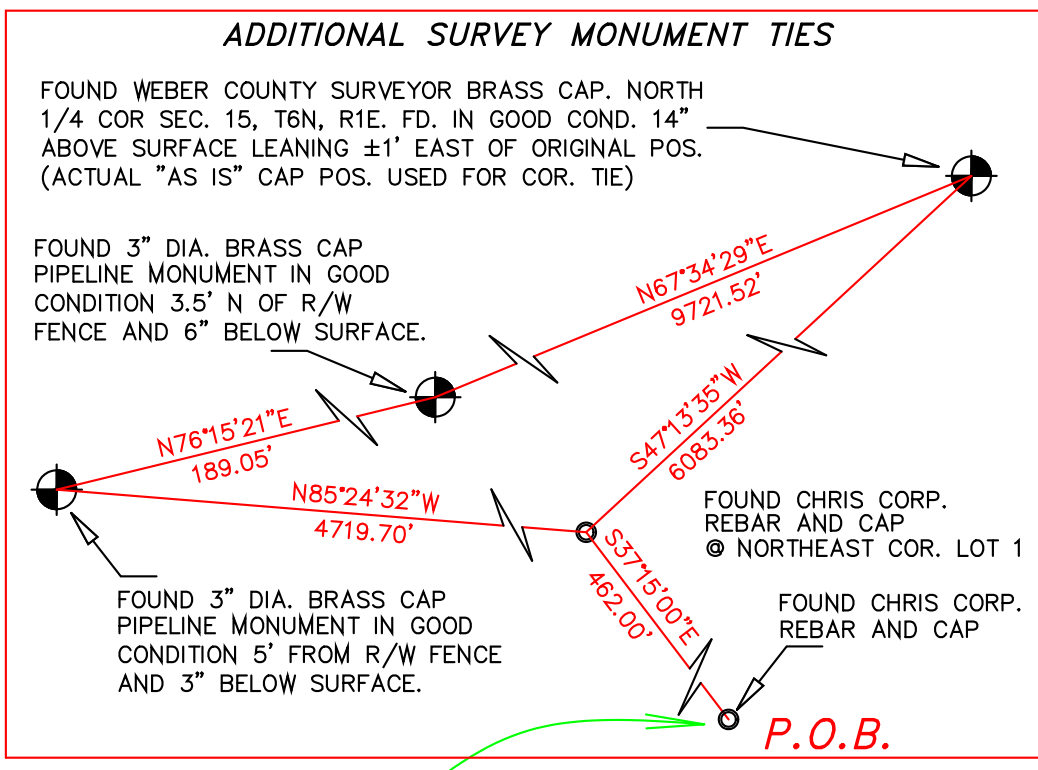 ADDITIONAL SURVEY MONUMENT TIES
FOUND WEBER COUNTY SURVEYOR BRASS CAP. NORTH
1/4 COR SEC. 15, T6N, R1E. FD. IN GOOD COND. 14"
ABOVE SURFACE LEANING ±1' EAST OF ORIGINAL POS.
(ACTUAL "AS IS" CAP POS. USED FOR COR. TIE)
FOUND 3" DIA. BRASS CAP
PIPELINE MONUMENT IN GOOD
CONDITION 3.5' N OF R/W
FENCE AND 6" BELOW SURFACE.
N67°34'29"E
9721.52'
N76°15'21"E
189.05'
S47°13'35"W
6083.36'
N85°24'32"W
4719.70'
FOUND CHRIS CORP.
REBAR AND CAP
@ NORTHEAST COR. LOT 1
S37°15'00"E
462.00'
FOUND 3" DIA. BRASS CAP
PIPELINE MONUMENT IN GOOD
CONDITION 5' FROM R/W FENCE
AND 3" BELOW SURFACE.
FOUND CHRIS CORP.
REBAR AND CAP
P.O.B.